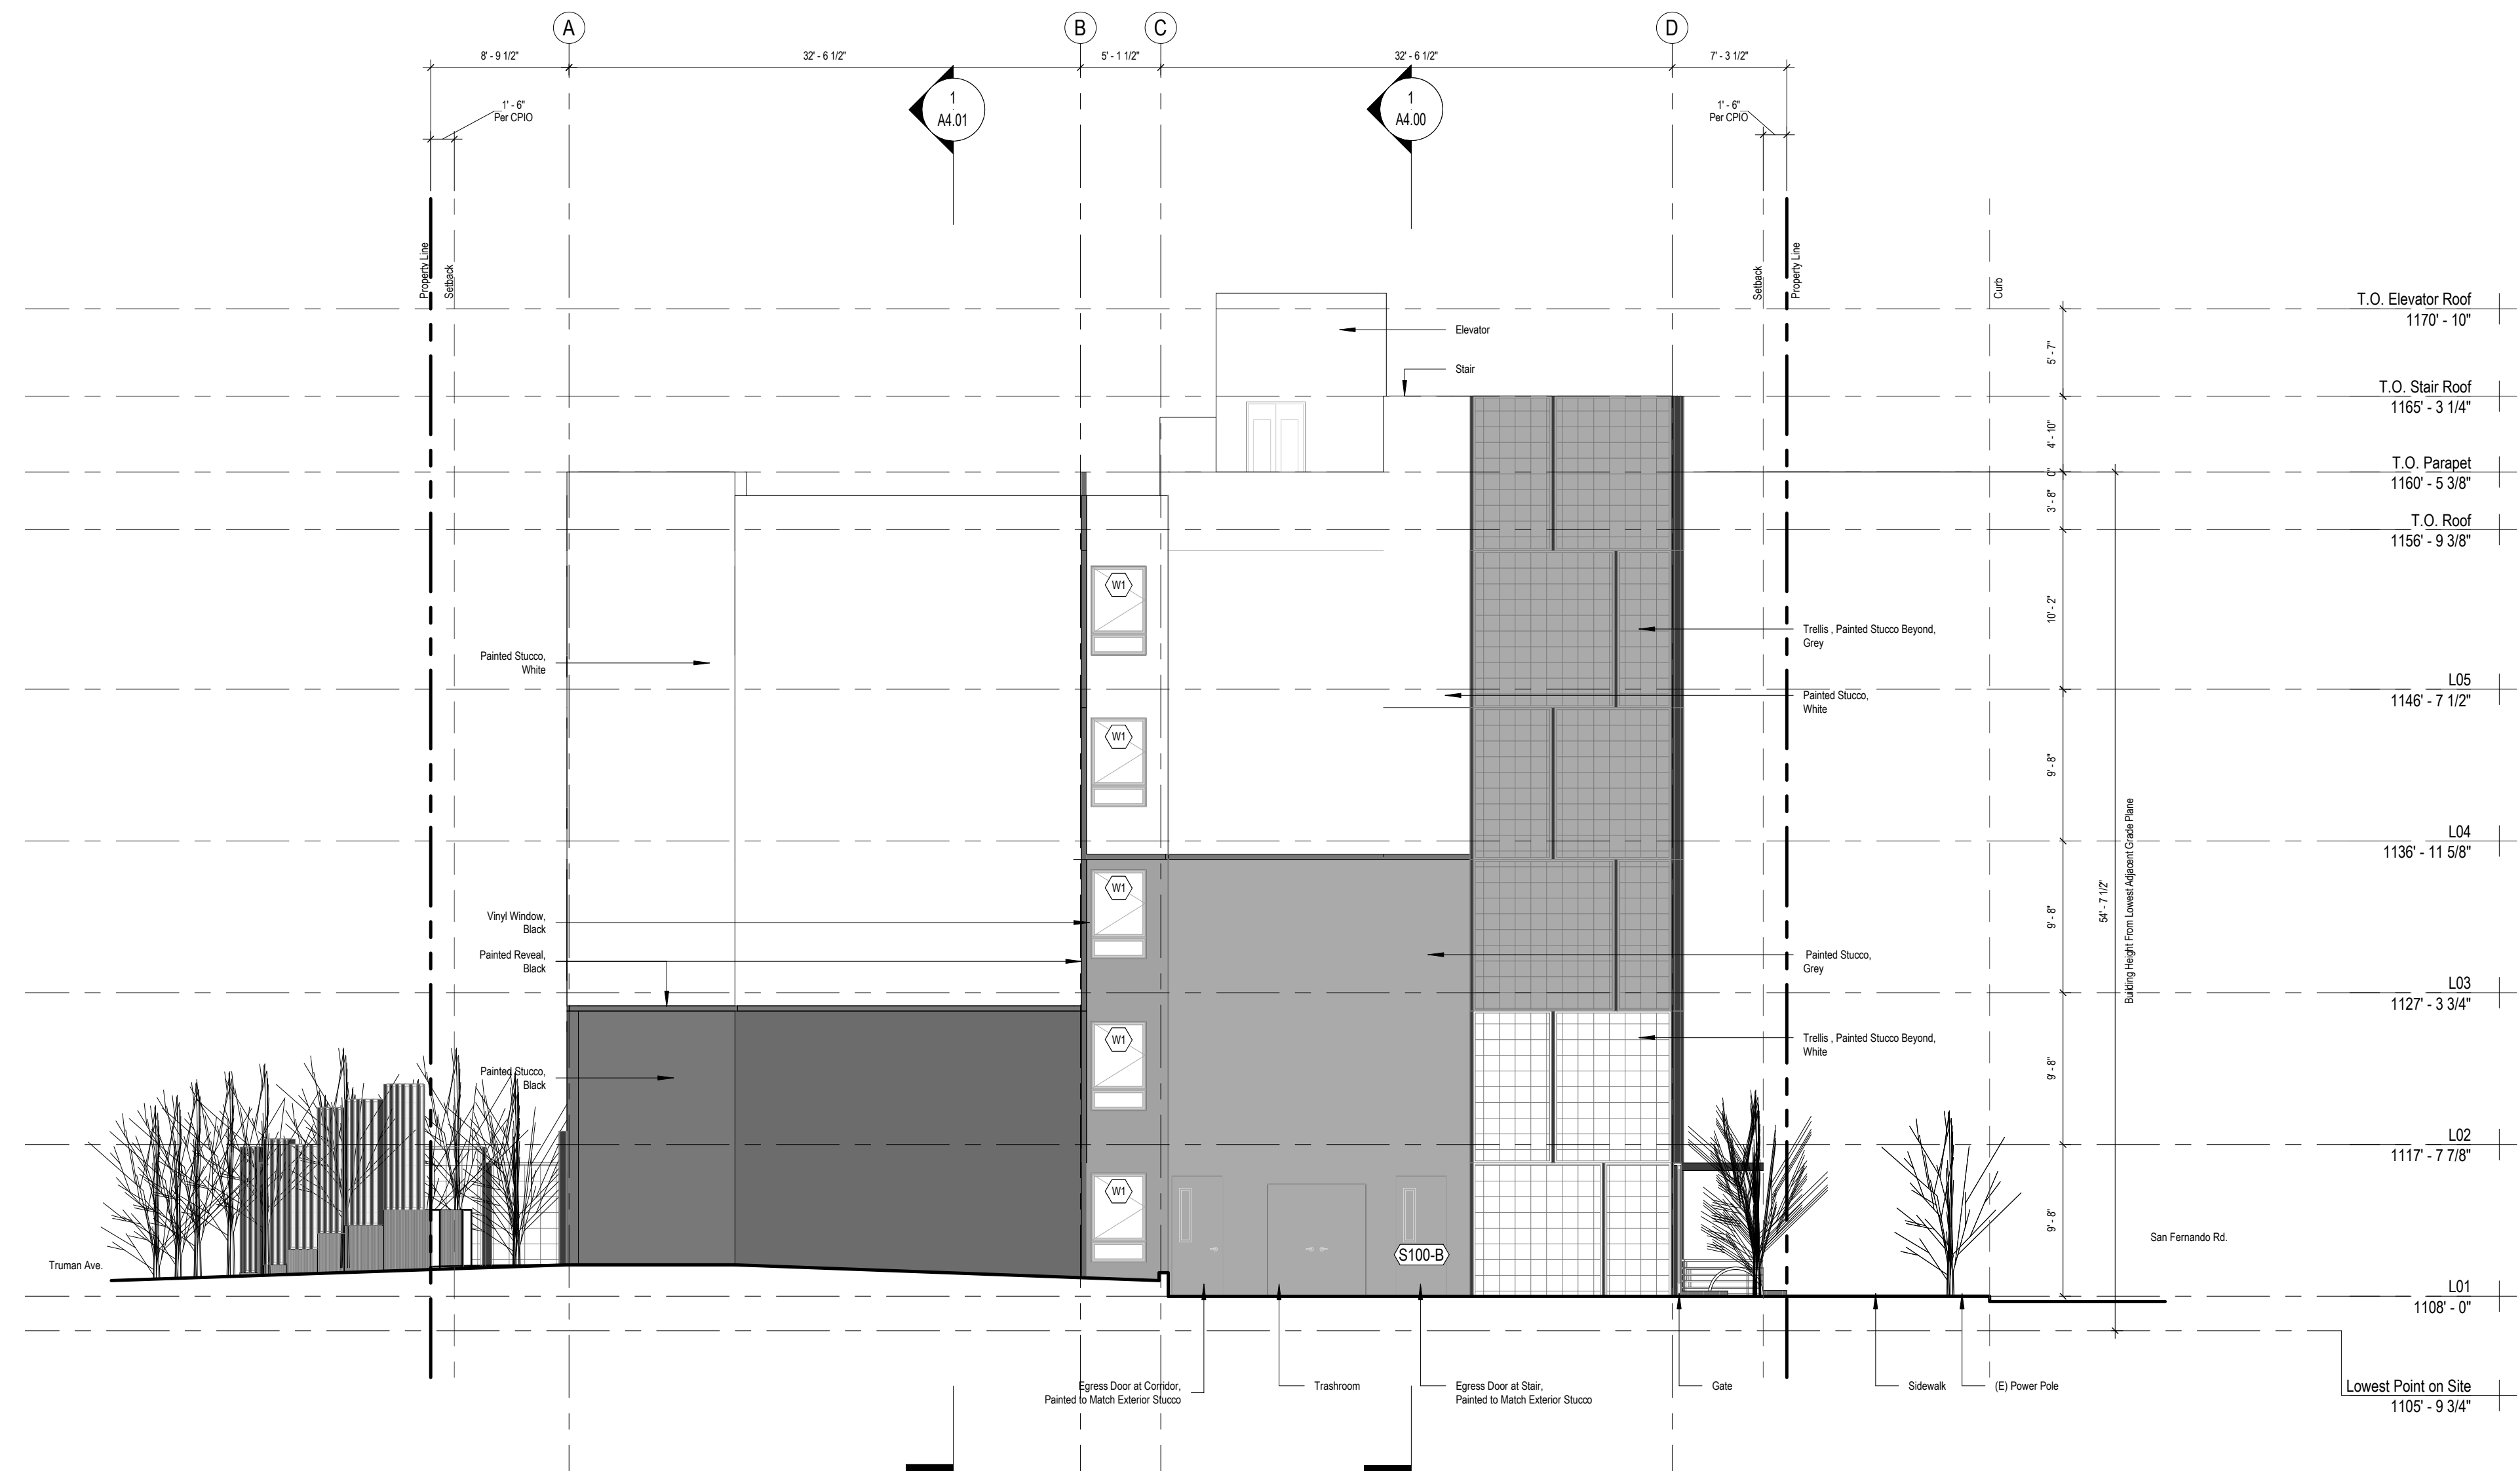 A
B
C
D
8' - 9 1/2"
32' - 6 1/2"
5' - 1 1/2"
32' - 6 1/2"
7' - 3 1/2"
1' - 6"
Per CPIO
1
A4.01
1
A4.00
1' - 6"
Per CPIO
Property Line
Setback
Setback
Property Line
Curb
T.O. Elevator Roof
1170' - 10"
Elevator
5' - 7"
Stair
T.O. Stair Roof
1165' - 3 1/4"
4' - 10"
T.O. Parapet
1160' - 5 3/8"
0"
3' - 8"
T.O. Roof
1156' - 9 3/8"
W1
10' - 2"
Trellis , Painted Stucco Beyond,
Grey
Painted Stucco,
White
L05
1146' - 7 1/2"
Painted Stucco,
White
W1
9' - 8"
L04
1136' - 11 5/8"
Building Height From Lowest Adjacent Grade Plane
54' - 7 1/2"
W1
Vinyl Window,
Black
9' - 8"
Painted Reveal,
Black
Painted Stucco,
Grey
L03
1127' - 3 3/4"
W1
Trellis , Painted Stucco Beyond,
White
9' - 8"
Painted Stucco,
Black
L02
1117' - 7 7/8"
W1
9' - 8"
S100-B
San Fernando Rd.
Truman Ave.
L01
1108' - 0"
Egress Door at Corridor,
Painted to Match Exterior Stucco
Trashroom
Egress Door at Stair,
Painted to Match Exterior Stucco
Gate
Sidewalk
(E) Power Pole
Lowest Point on Site
1105' - 9 3/4"